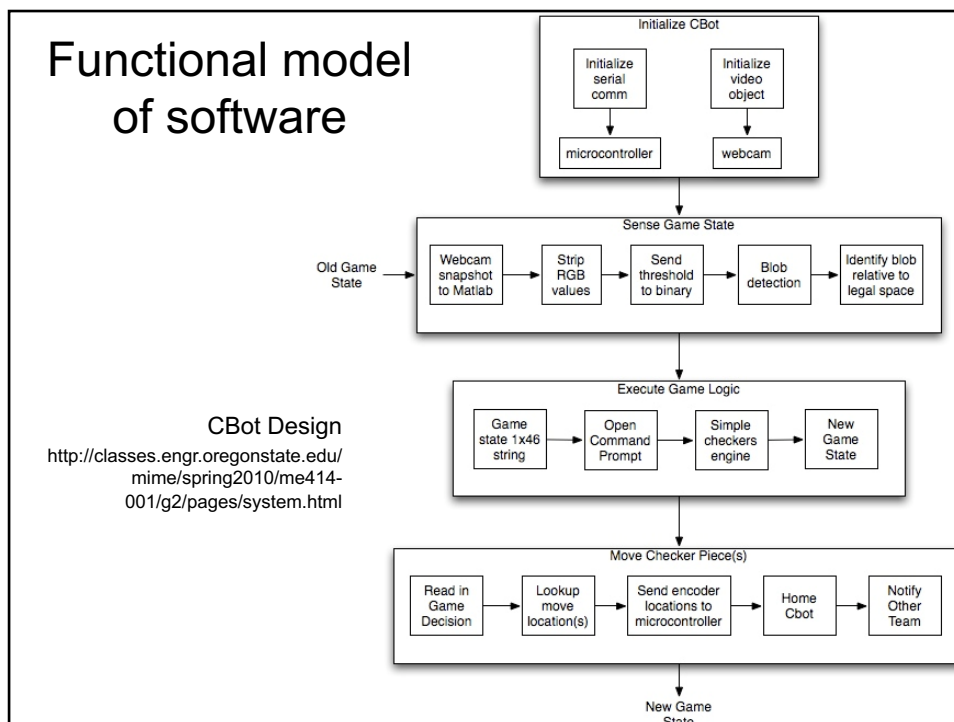 Functional model
of software
Initialize CBot
Initialize
serial
comm
Initialize
video
object
microcontroller
webcam
Sense Game State
Old Game
State
Webcam
snapshot
to Matlab
Strip
RGB
values
Send
threshold
to binary
Blob
detection
Identify blob
relative to
legal space
Execute Game Logic
Game
state 1x46
string
Open
Command
Prompt
Simple
checkers
engine
New
Game
State
CBot Design
http://classes.engr.oregonstate.edu/
mime/spring2010/me414-
001/g2/pages/system.html
Move Checker Piece(s)
Read in
Game
Decision
Lookup
move
location(s)
Send encoder
locations to
microcontroller
Home
Cbot
Notify
Other
Team
New Game
State